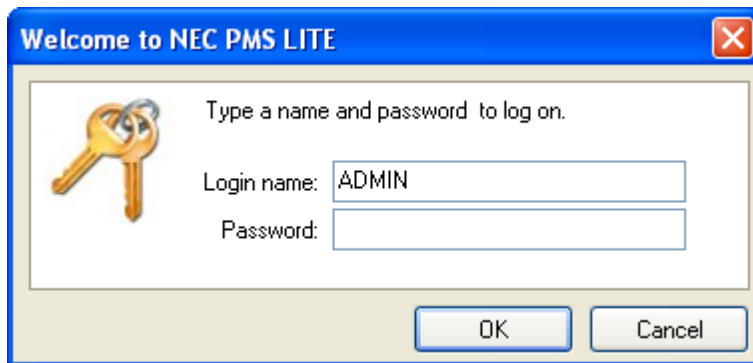 Welcome to NEC PMS LITE
Type a name and password to log on.
Login name: ADMIN
Password:
OK Cancel